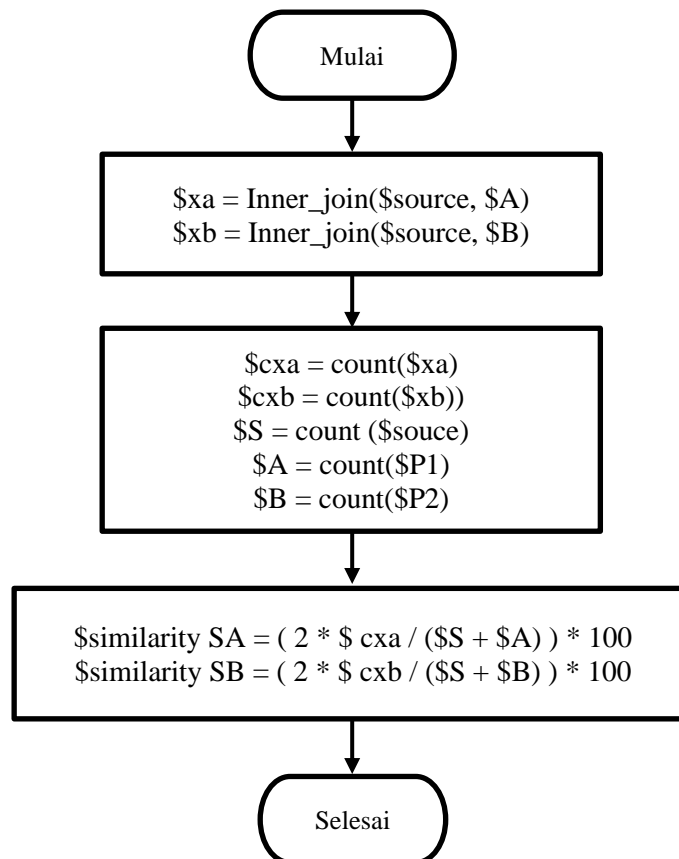 Mulai
$xa = Inner_join($source, $A)
$xb = Inner_join($source, $B)
$cxa = count($xa)
$cxb = count($xb))
$S = count ($souce)
$A = count($P1)
$B = count($P2)
$similarity SA = ( 2 * $ cxa / ($S + $A) ) * 100
$similarity SB = ( 2 * $ cxb / ($S + $B) ) * 100
Selesai